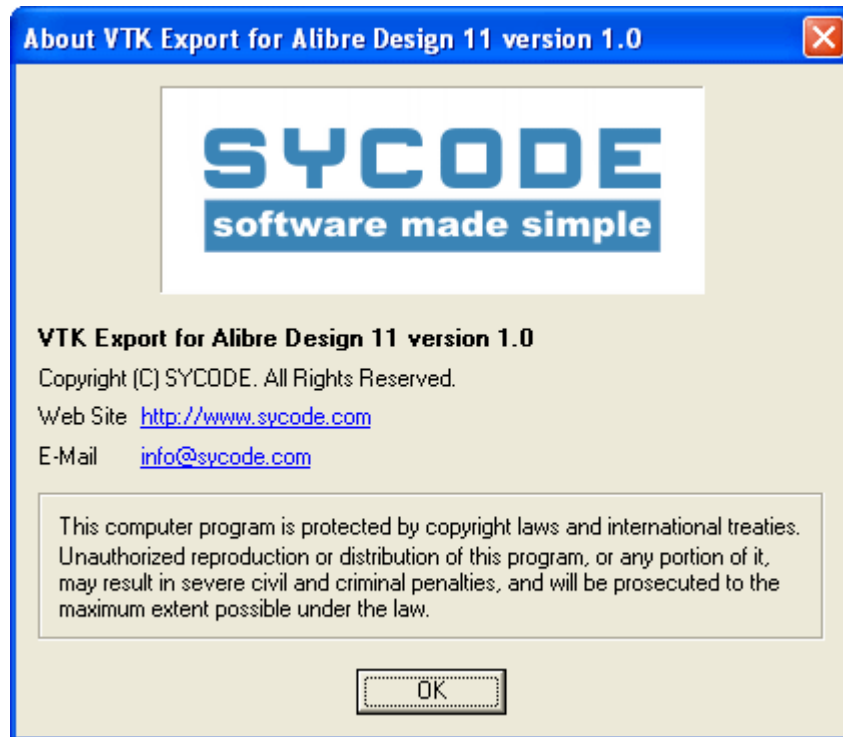 About VTK Export for Alibre Design 11 version 1.0
SYCODE
software made simple
VTK Export for Alibre Design 11 version 1.0
Copyright (C) SYCODE. All Rights Reserved.
Web Site http://www.sycode.com
E-Mail info@sycode.com
This computer program is protected by copyright laws and international treaties.
Unauthorized reproduction or distribution of this program, or any portion of it,
may result in severe civil and criminal penalties, and will be prosecuted to the
maximum extent possible under the law.
OK